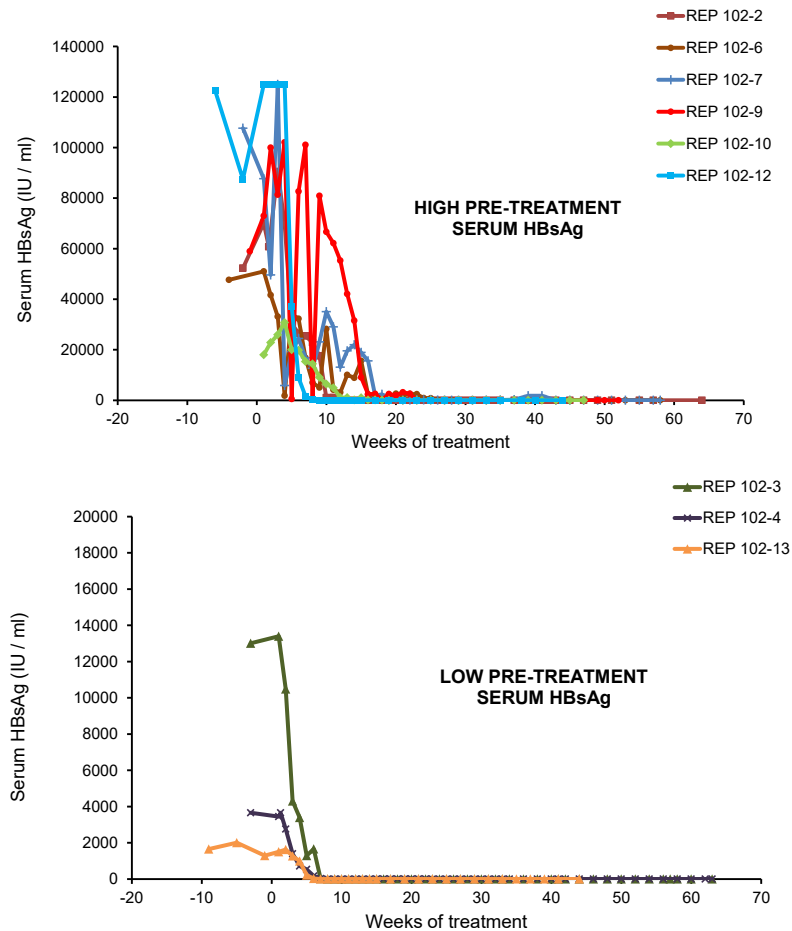 REP 102-2
REP 102-6
REP 102-7
REP 102-9
REP 102-10
REP 102-12
140000
120000
100000
80000
60000
40000
20000
0
Serum HBsAg (IU / ml)
HIGH PRE-TREATMENT
SERUM HBsAg
-20 -10 0 10 20 30 40 50 60 70
Weeks of treatment
REP 102-3
REP 102-4
REP 102-13
20000
18000
16000
14000
12000
10000
8000
6000
4000
2000
0
Serum HBsAg (IU / ml)
LOW PRE-TREATMENT
SERUM HBsAg
-20 -10 0 10 20 30 40 50 60 70
Weeks of treatment